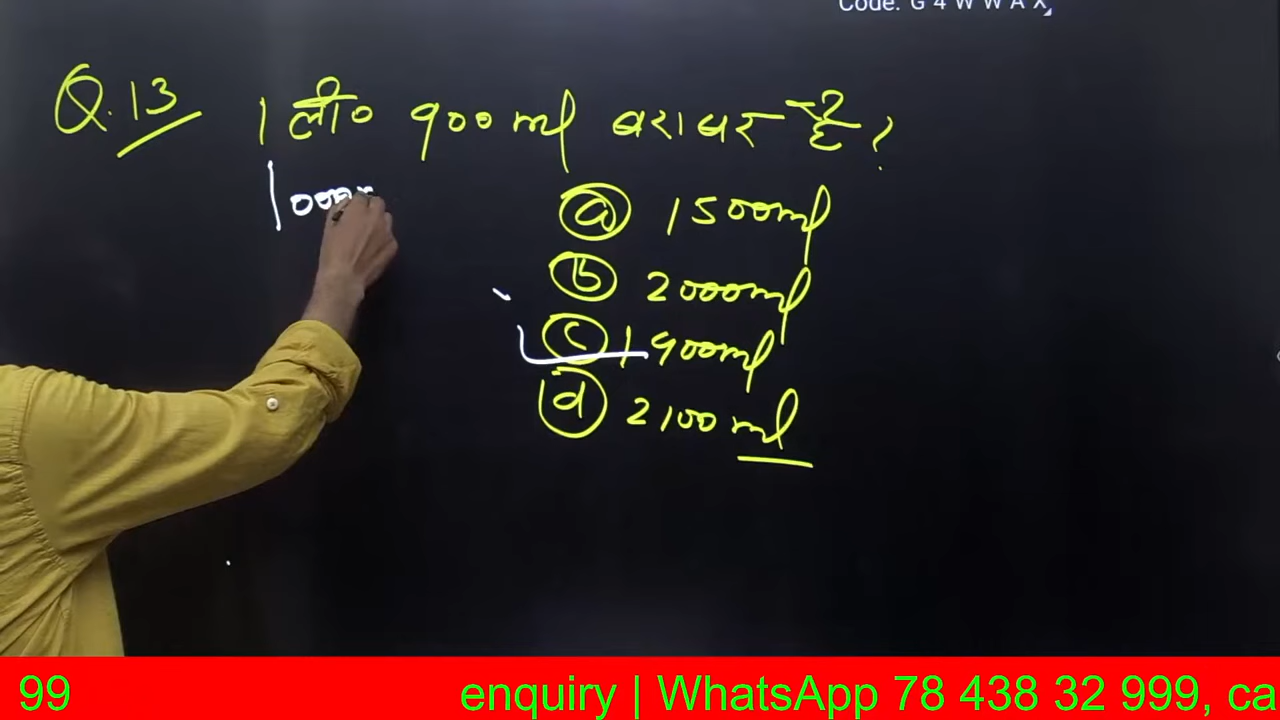 Code: G 4 W W A X
Q.13 1 ली० 900 ml बराबर है ?
1000
ⓐ 1500ml
ⓑ 2000ml
ⓒ 1900ml
ⓓ 2100 ml
99 enquiry | WhatsApp 78 438 32 999, ca